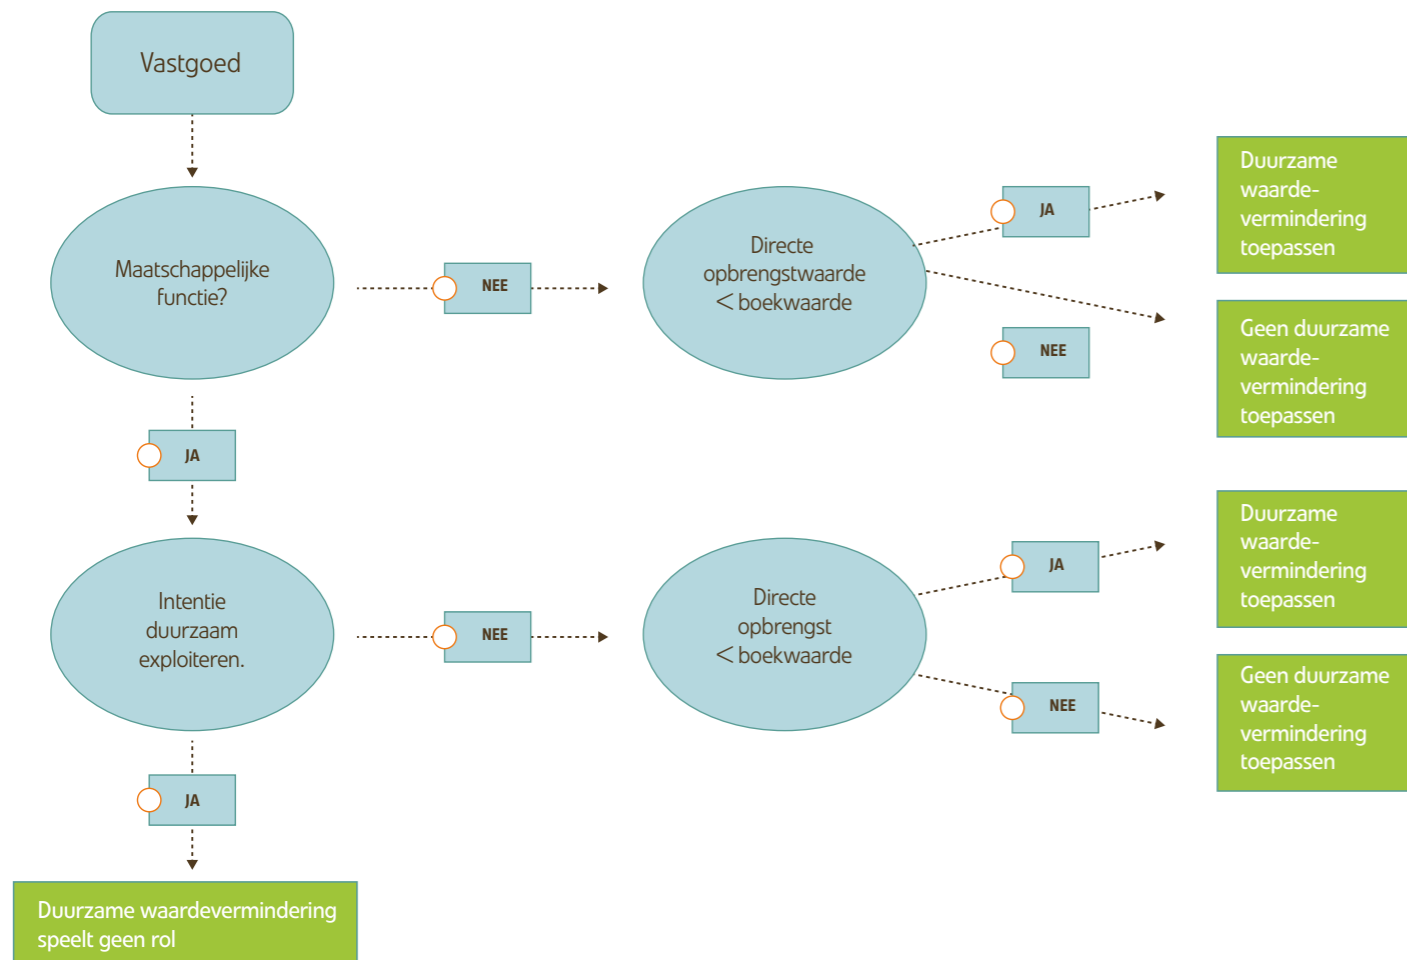 Vastgoed
Maatschappelijke
functie?
NEE
Directe
opbrengstwaarde
< boekwaarde
JA
Duurzame
waarde-
vermindering
toepassen
NEE
Geen duurzame
waarde-
vermindering
toepassen
JA
Intentie
duurzaam
exploiteren.
NEE
Directe
opbrengst
< boekwaarde
JA
Duurzame
waarde-
vermindering
toepassen
NEE
Geen duurzame
waarde-
vermindering
toepassen
JA
Duurzame waardevermindering
speelt geen rol